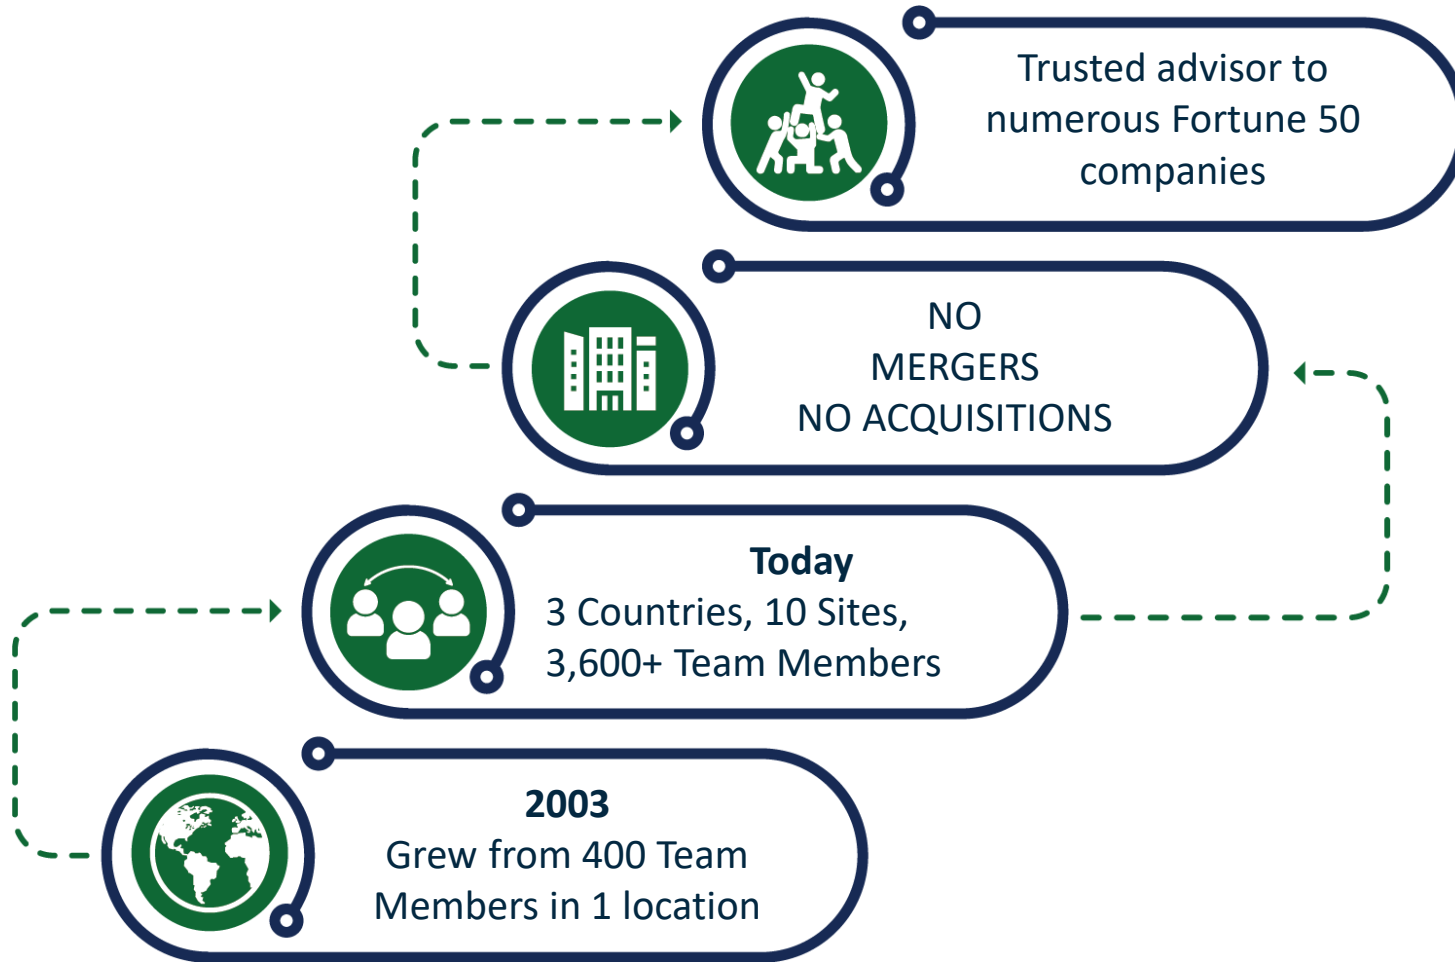 Trusted advisor to
numerous Fortune 50
companies
NO
MERGERS
NO ACQUISITIONS
Today
3 Countries, 10 Sites,
3,600+ Team Members
2003
Grew from 400 Team
Members in 1 location